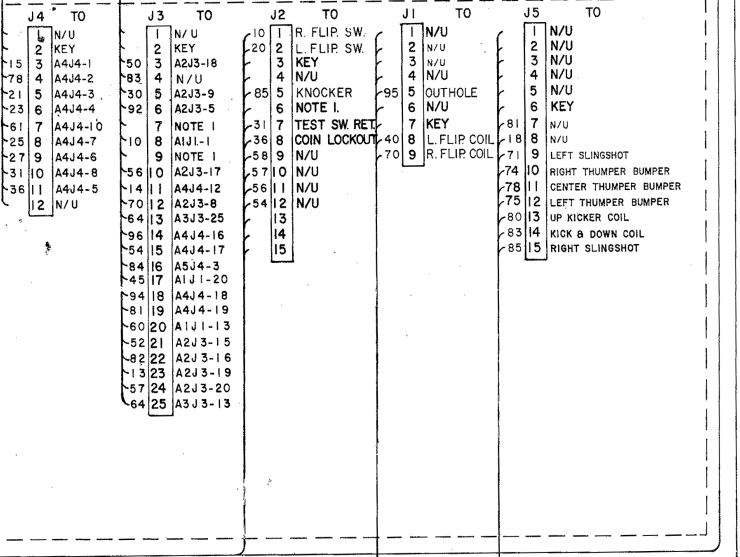 J4 TO
1 N/U
2 KEY
15 3 A4J4-1
78 4 A4J4-2
21 5 A4J4-3
23 6 A4J4-4
61 7 A4J4-10
25 8 A4J4-7
27 9 A4J4-6
31 10 A4J4-8
36 11 A4J4-5
12 N/U
J3 TO
1 N/U
2 KEY
50 3 A2J3-18
83 4 N/U
30 5 A2J3-9
92 6 A2J3-5
7 NOTE 1
10 8 A1J1-1
9 NOTE 1
56 10 A2J3-17
14 11 A4J4-12
70 12 A2J3-8
64 13 A3J3-25
96 14 A4J4-16
54 15 A4J4-17
84 16 A5J4-3
45 17 A1J1-20
94 18 A4J4-18
81 19 A4J4-19
60 20 A1J1-13
52 21 A2J3-15
82 22 A2J3-16
13 23 A2J3-19
57 24 A2J3-20
64 25 A3J3-13
J2 TO
10 1 R. FLIP. SW.
20 2 L. FLIP. SW.
3 KEY
4 N/U
85 5 KNOCKER
6 NOTE 1.
31 7 TEST SW. RET.
36 8 COIN LOCKOUT
58 9 N/U
57 10 N/U
56 11 N/U
54 12 N/U
13
14
15
J1 TO
1 N/U
2 N/U
3 N/U
4 N/U
95 5 OUTHOLE
6 N/U
7 KEY
40 8 L. FLIP. COIL
70 9 R. FLIP. COIL
J5 TO
1 N/U
2 N/U
3 N/U
4 N/U
5 N/U
6 KEY
81 7 N/U
18 8 N/U
71 9 LEFT SLINGSHOT
74 10 RIGHT THUMPER BUMPER
78 11 CENTER THUMPER BUMPER
75 12 LEFT THUMPER BUMPER
80 13 UP KICKER COIL
83 14 KICK & DOWN COIL
85 15 RIGHT SLINGSHOT